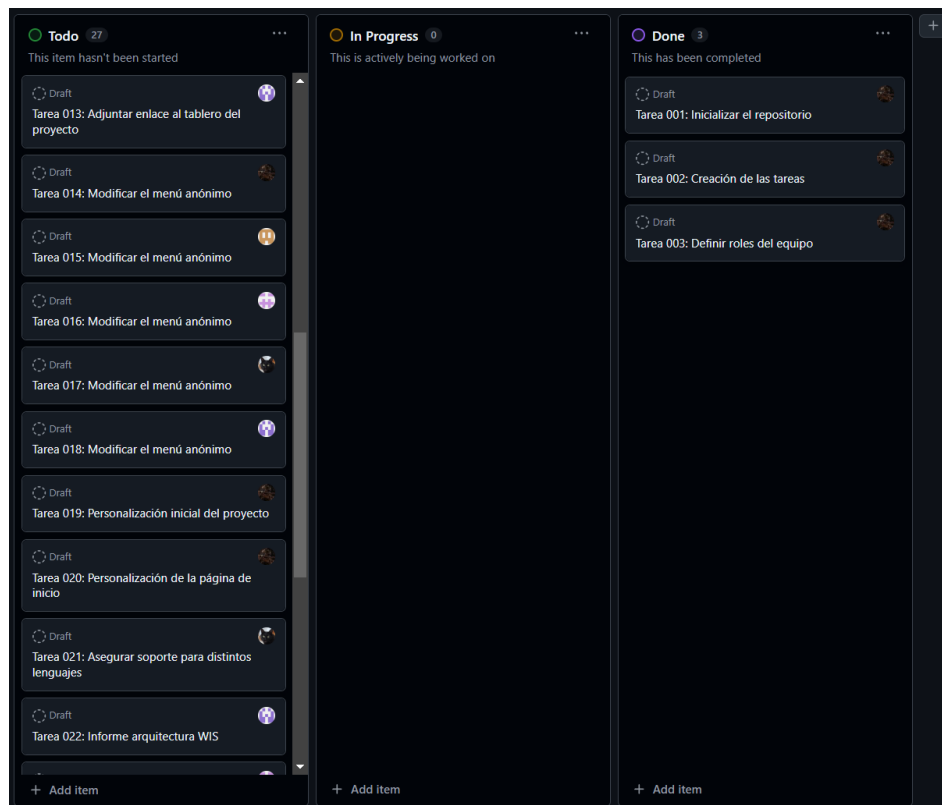 Todo 27
This item hasn't been started
Draft
Tarea 013: Adjuntar enlace al tablero del
proyecto
Draft
Tarea 014: Modificar el menú anónimo
Draft
Tarea 015: Modificar el menú anónimo
Draft
Tarea 016: Modificar el menú anónimo
Draft
Tarea 017: Modificar el menú anónimo
Draft
Tarea 018: Modificar el menú anónimo
Draft
Tarea 019: Personalización inicial del proyecto
Draft
Tarea 020: Personalización de la página de
inicio
Draft
Tarea 021: Asegurar soporte para distintos
lenguajes
Draft
Tarea 022: Informe arquitectura WIS
+ Add item
In Progress 0
This is actively being worked on
+ Add item
Done 3
This has been completed
Draft
Tarea 001: Inicializar el repositorio
Draft
Tarea 002: Creación de las tareas
Draft
Tarea 003: Definir roles del equipo
+ Add item